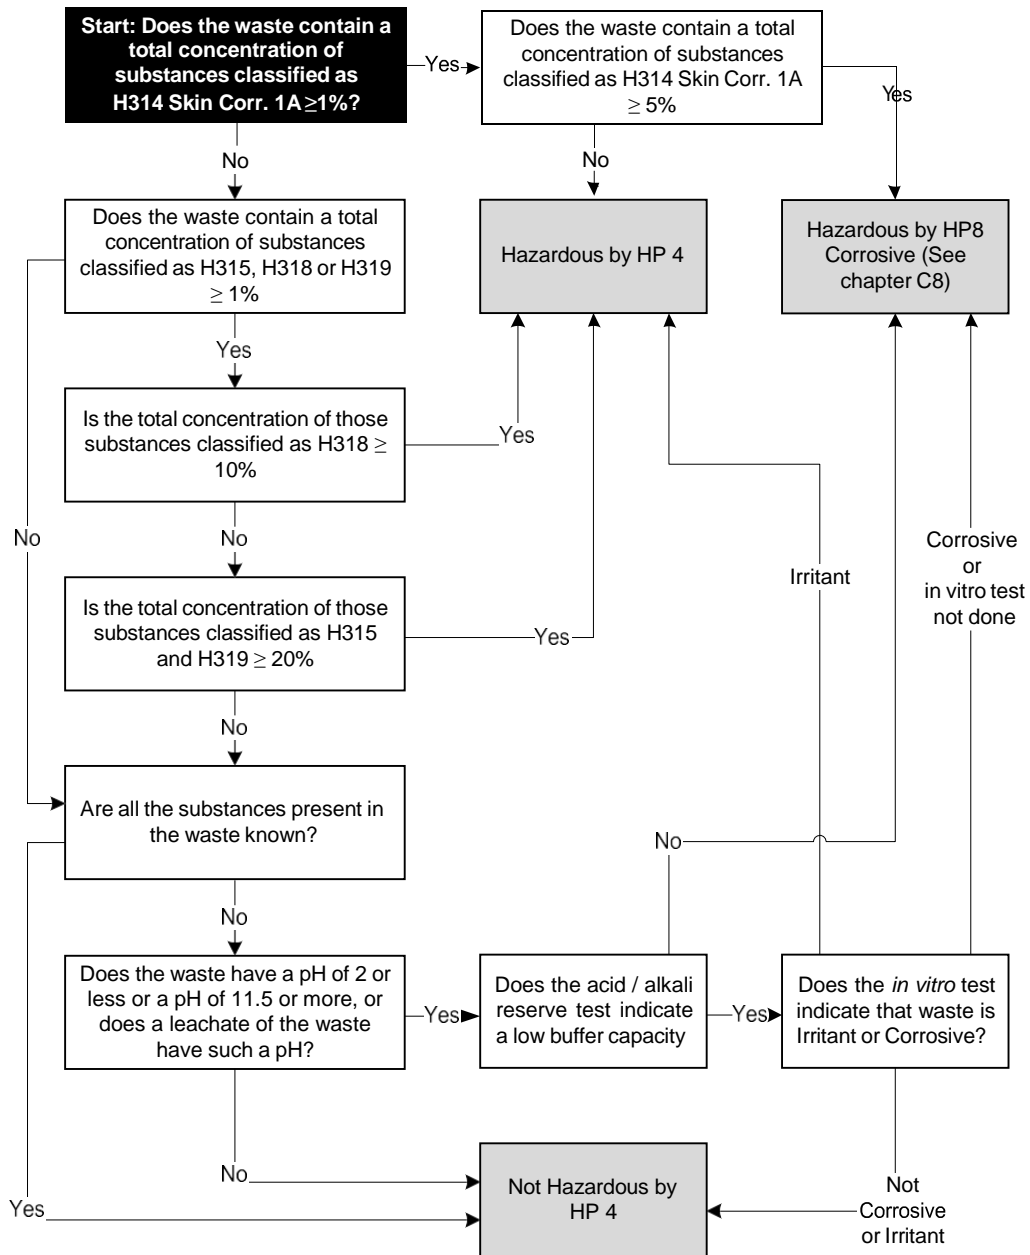 Start: Does the waste contain a
total concentration of
substances classified as
H314 Skin Corr. 1A ≥1%?
Yes
Does the waste contain a total
concentration of substances
classified as H314 Skin Corr. 1A
≥ 5%
Yes
No
No
Does the waste contain a total
concentration of substances
classified as H315, H318 or H319
≥ 1%
Hazardous by HP 4
Hazardous by HP8
Corrosive (See
chapter C8)
Yes
Is the total concentration of those
substances classified as H318 ≥
10%
Yes
No
No
Irritant
Corrosive
or
in vitro test
not done
Is the total concentration of those
substances classified as H315
and H319 ≥ 20%
Yes
No
Are all the substances present in
the waste known?
No
No
Does the waste have a pH of 2 or
less or a pH of 11.5 or more, or
does a leachate of the waste
have such a pH?
Yes
Does the acid / alkali
reserve test indicate
a low buffer capacity
Yes
Does the in vitro test
indicate that waste is
Irritant or Corrosive?
No
Yes
Not Hazardous by
HP 4
Not
Corrosive
or Irritant